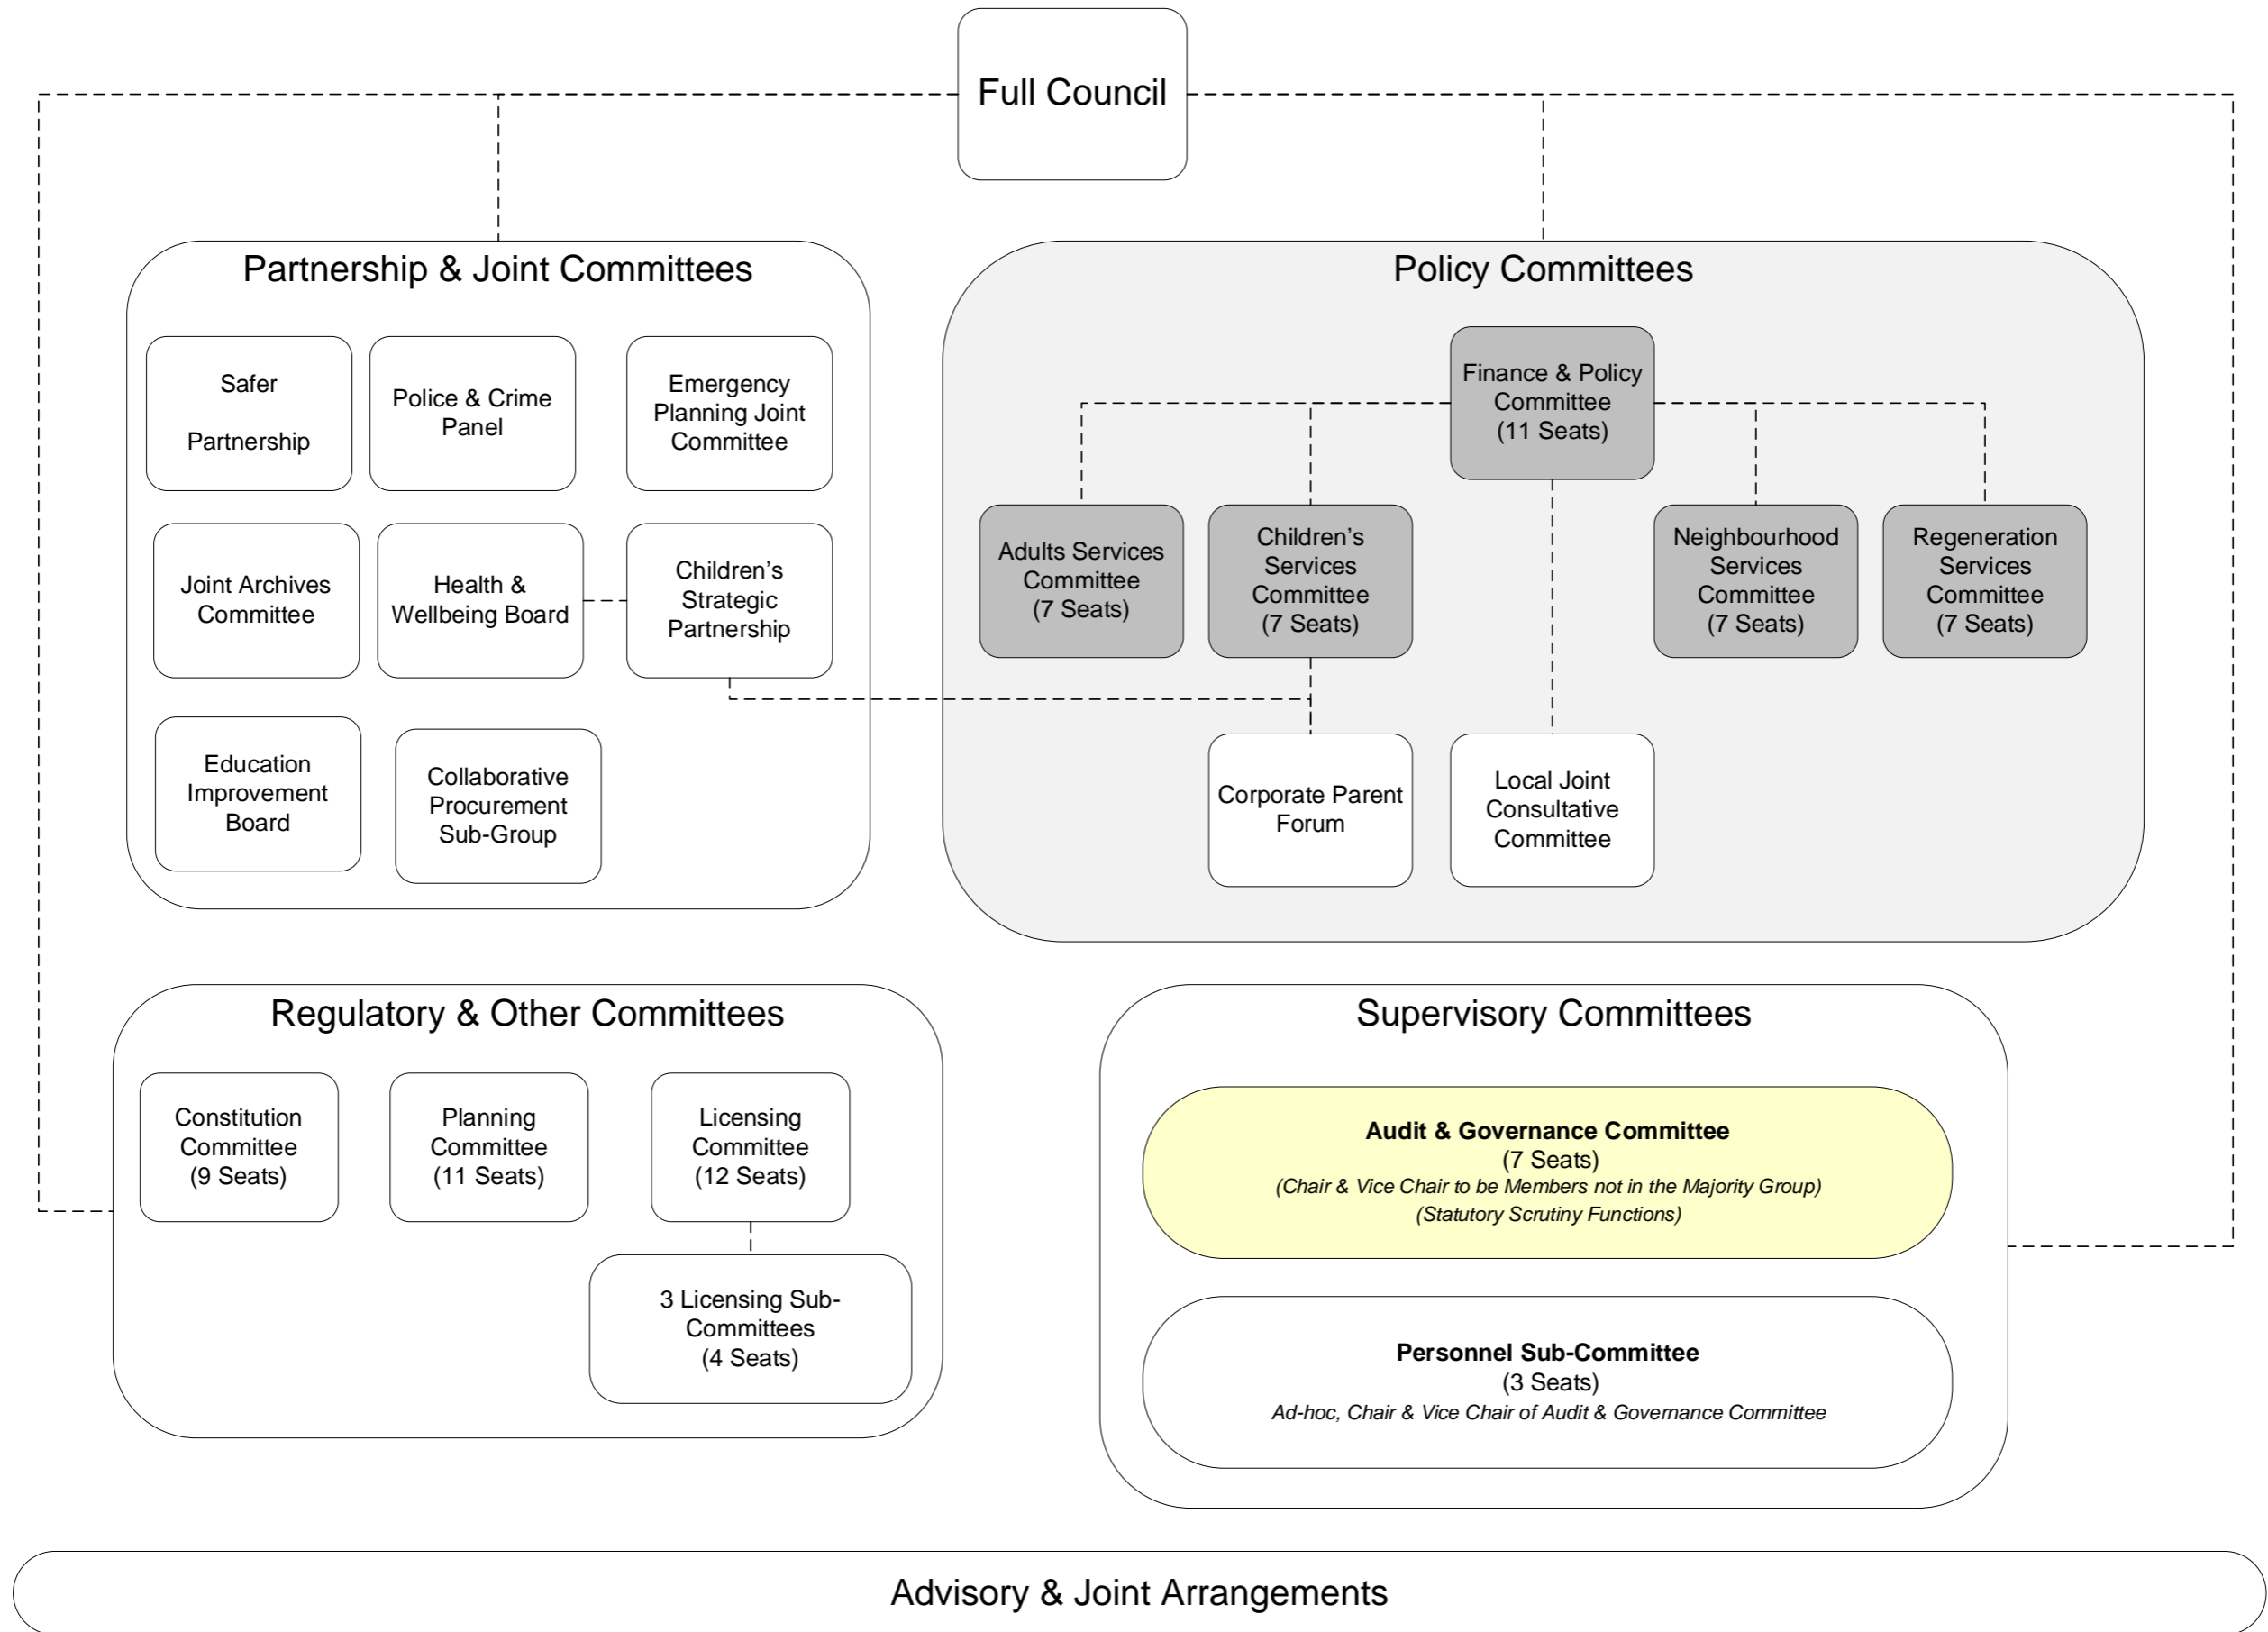 Full Council
Partnership & Joint Committees
Safer
Partnership
Police & Crime
Panel
Emergency
Planning Joint
Committee
Joint Archives
Committee
Health &
Wellbeing Board
Children's
Strategic
Partnership
Education
Improvement
Board
Collaborative
Procurement
Sub-Group
Policy Committees
Finance & Policy
Committee
(11 Seats)
Adults Services
Committee
(7 Seats)
Children's
Services
Committee
(7 Seats)
Neighbourhood
Services
Committee
(7 Seats)
Regeneration
Services
Committee
(7 Seats)
Corporate Parent
Forum
Local Joint
Consultative
Committee
Regulatory & Other Committees
Constitution
Committee
(9 Seats)
Planning
Committee
(11 Seats)
Licensing
Committee
(12 Seats)
3 Licensing Sub-
Committees
(4 Seats)
Supervisory Committees
Audit & Governance Committee
(7 Seats)
(Chair & Vice Chair to be Members not in the Majority Group)
(Statutory Scrutiny Functions)
Personnel Sub-Committee
(3 Seats)
Ad-hoc, Chair & Vice Chair of Audit & Governance Committee
Advisory & Joint Arrangements